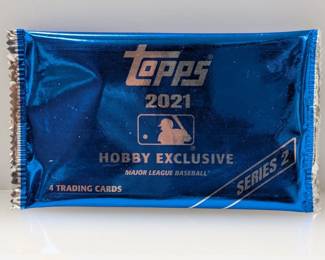 Topps
2021
HOBBY EXCLUSIVE
MAJOR LEAGUE BASEBALL
SERIES 2
4 TRADING CARDS